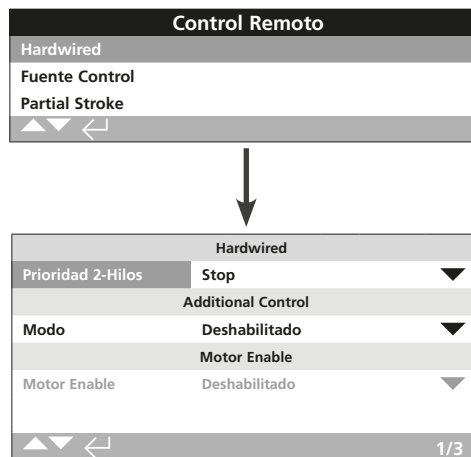 Control Remoto
Hardwired
Fuente Control
Partial Stroke
Hardwired
Prioridad 2-Hilos Stop
Additional Control
Modo Deshabilitado
Motor Enable
Motor Enable Deshabilitado
1/3